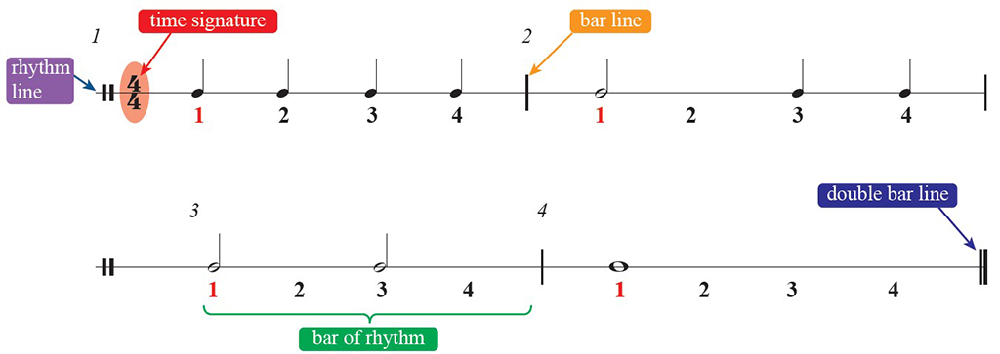 1
time signature
2
bar line
rhythm
line
4
4
1 2 3 4
1 2 3 4
3
4
double bar line
1 2 3 4
1 2 3 4
bar of rhythm